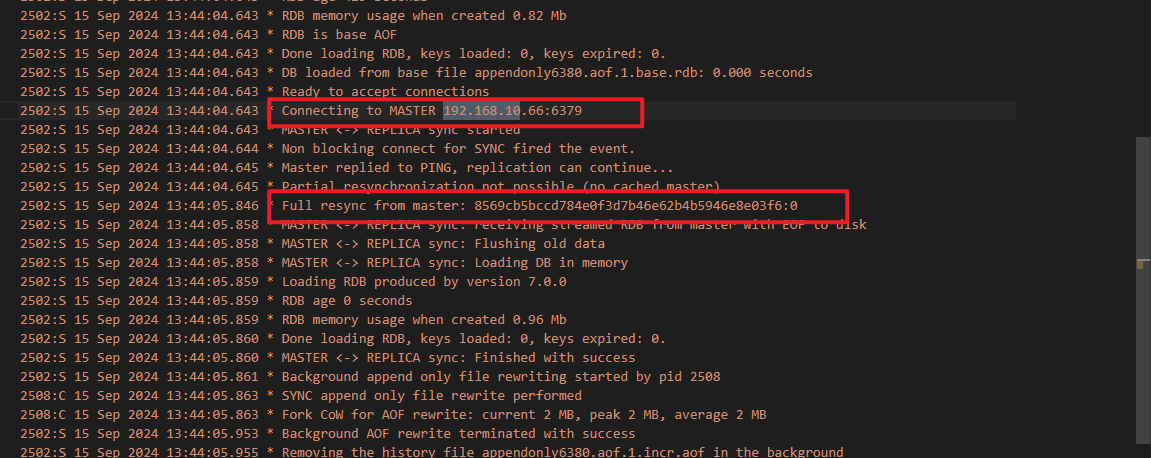 2502:S 15 Sep 2024 13:44:04.643 * RDB memory usage when created 0.82 Mb
2502:S 15 Sep 2024 13:44:04.643 * RDB is base AOF
2502:S 15 Sep 2024 13:44:04.643 * Done loading RDB, keys loaded: 0, keys expired: 0.
2502:S 15 Sep 2024 13:44:04.643 * DB loaded from base file appendonly6380.aof.1.base.rdb: 0.000 seconds
2502:S 15 Sep 2024 13:44:04.643 * Ready to accept connections
2502:S 15 Sep 2024 13:44:04.643 * Connecting to MASTER 192.168.10.66:6379
2502:S 15 Sep 2024 13:44:04.643 * MASTER <-> REPLICA sync started
2502:S 15 Sep 2024 13:44:04.644 * Non blocking connect for SYNC fired the event.
2502:S 15 Sep 2024 13:44:04.645 * Master replied to PING, replication can continue...
2502:S 15 Sep 2024 13:44:04.645 * Partial resynchronization not possible (no cached master)
2502:S 15 Sep 2024 13:44:05.846 * Full resync from master: 8569cb5bccd784e0f3d7b46e62b4b5946e8e03f6:0
2502:S 15 Sep 2024 13:44:05.858 * MASTER <-> REPLICA sync: receiving streamed RDB from master with EOF to disk
2502:S 15 Sep 2024 13:44:05.858 * MASTER <-> REPLICA sync: Flushing old data
2502:S 15 Sep 2024 13:44:05.858 * MASTER <-> REPLICA sync: Loading DB in memory
2502:S 15 Sep 2024 13:44:05.859 * Loading RDB produced by version 7.0.0
2502:S 15 Sep 2024 13:44:05.859 * RDB age 0 seconds
2502:S 15 Sep 2024 13:44:05.859 * RDB memory usage when created 0.96 Mb
2502:S 15 Sep 2024 13:44:05.860 * Done loading RDB, keys loaded: 0, keys expired: 0.
2502:S 15 Sep 2024 13:44:05.860 * MASTER <-> REPLICA sync: Finished with success
2502:S 15 Sep 2024 13:44:05.861 * Background append only file rewriting started by pid 2508
2508:C 15 Sep 2024 13:44:05.863 * SYNC append only file rewrite performed
2508:C 15 Sep 2024 13:44:05.863 * Fork CoW for AOF rewrite: current 2 MB, peak 2 MB, average 2 MB
2502:S 15 Sep 2024 13:44:05.953 * Background AOF rewrite terminated with success
2502:S 15 Sep 2024 13:44:05.955 * Removing the history file appendonly6380.aof.1.incr.aof in the background